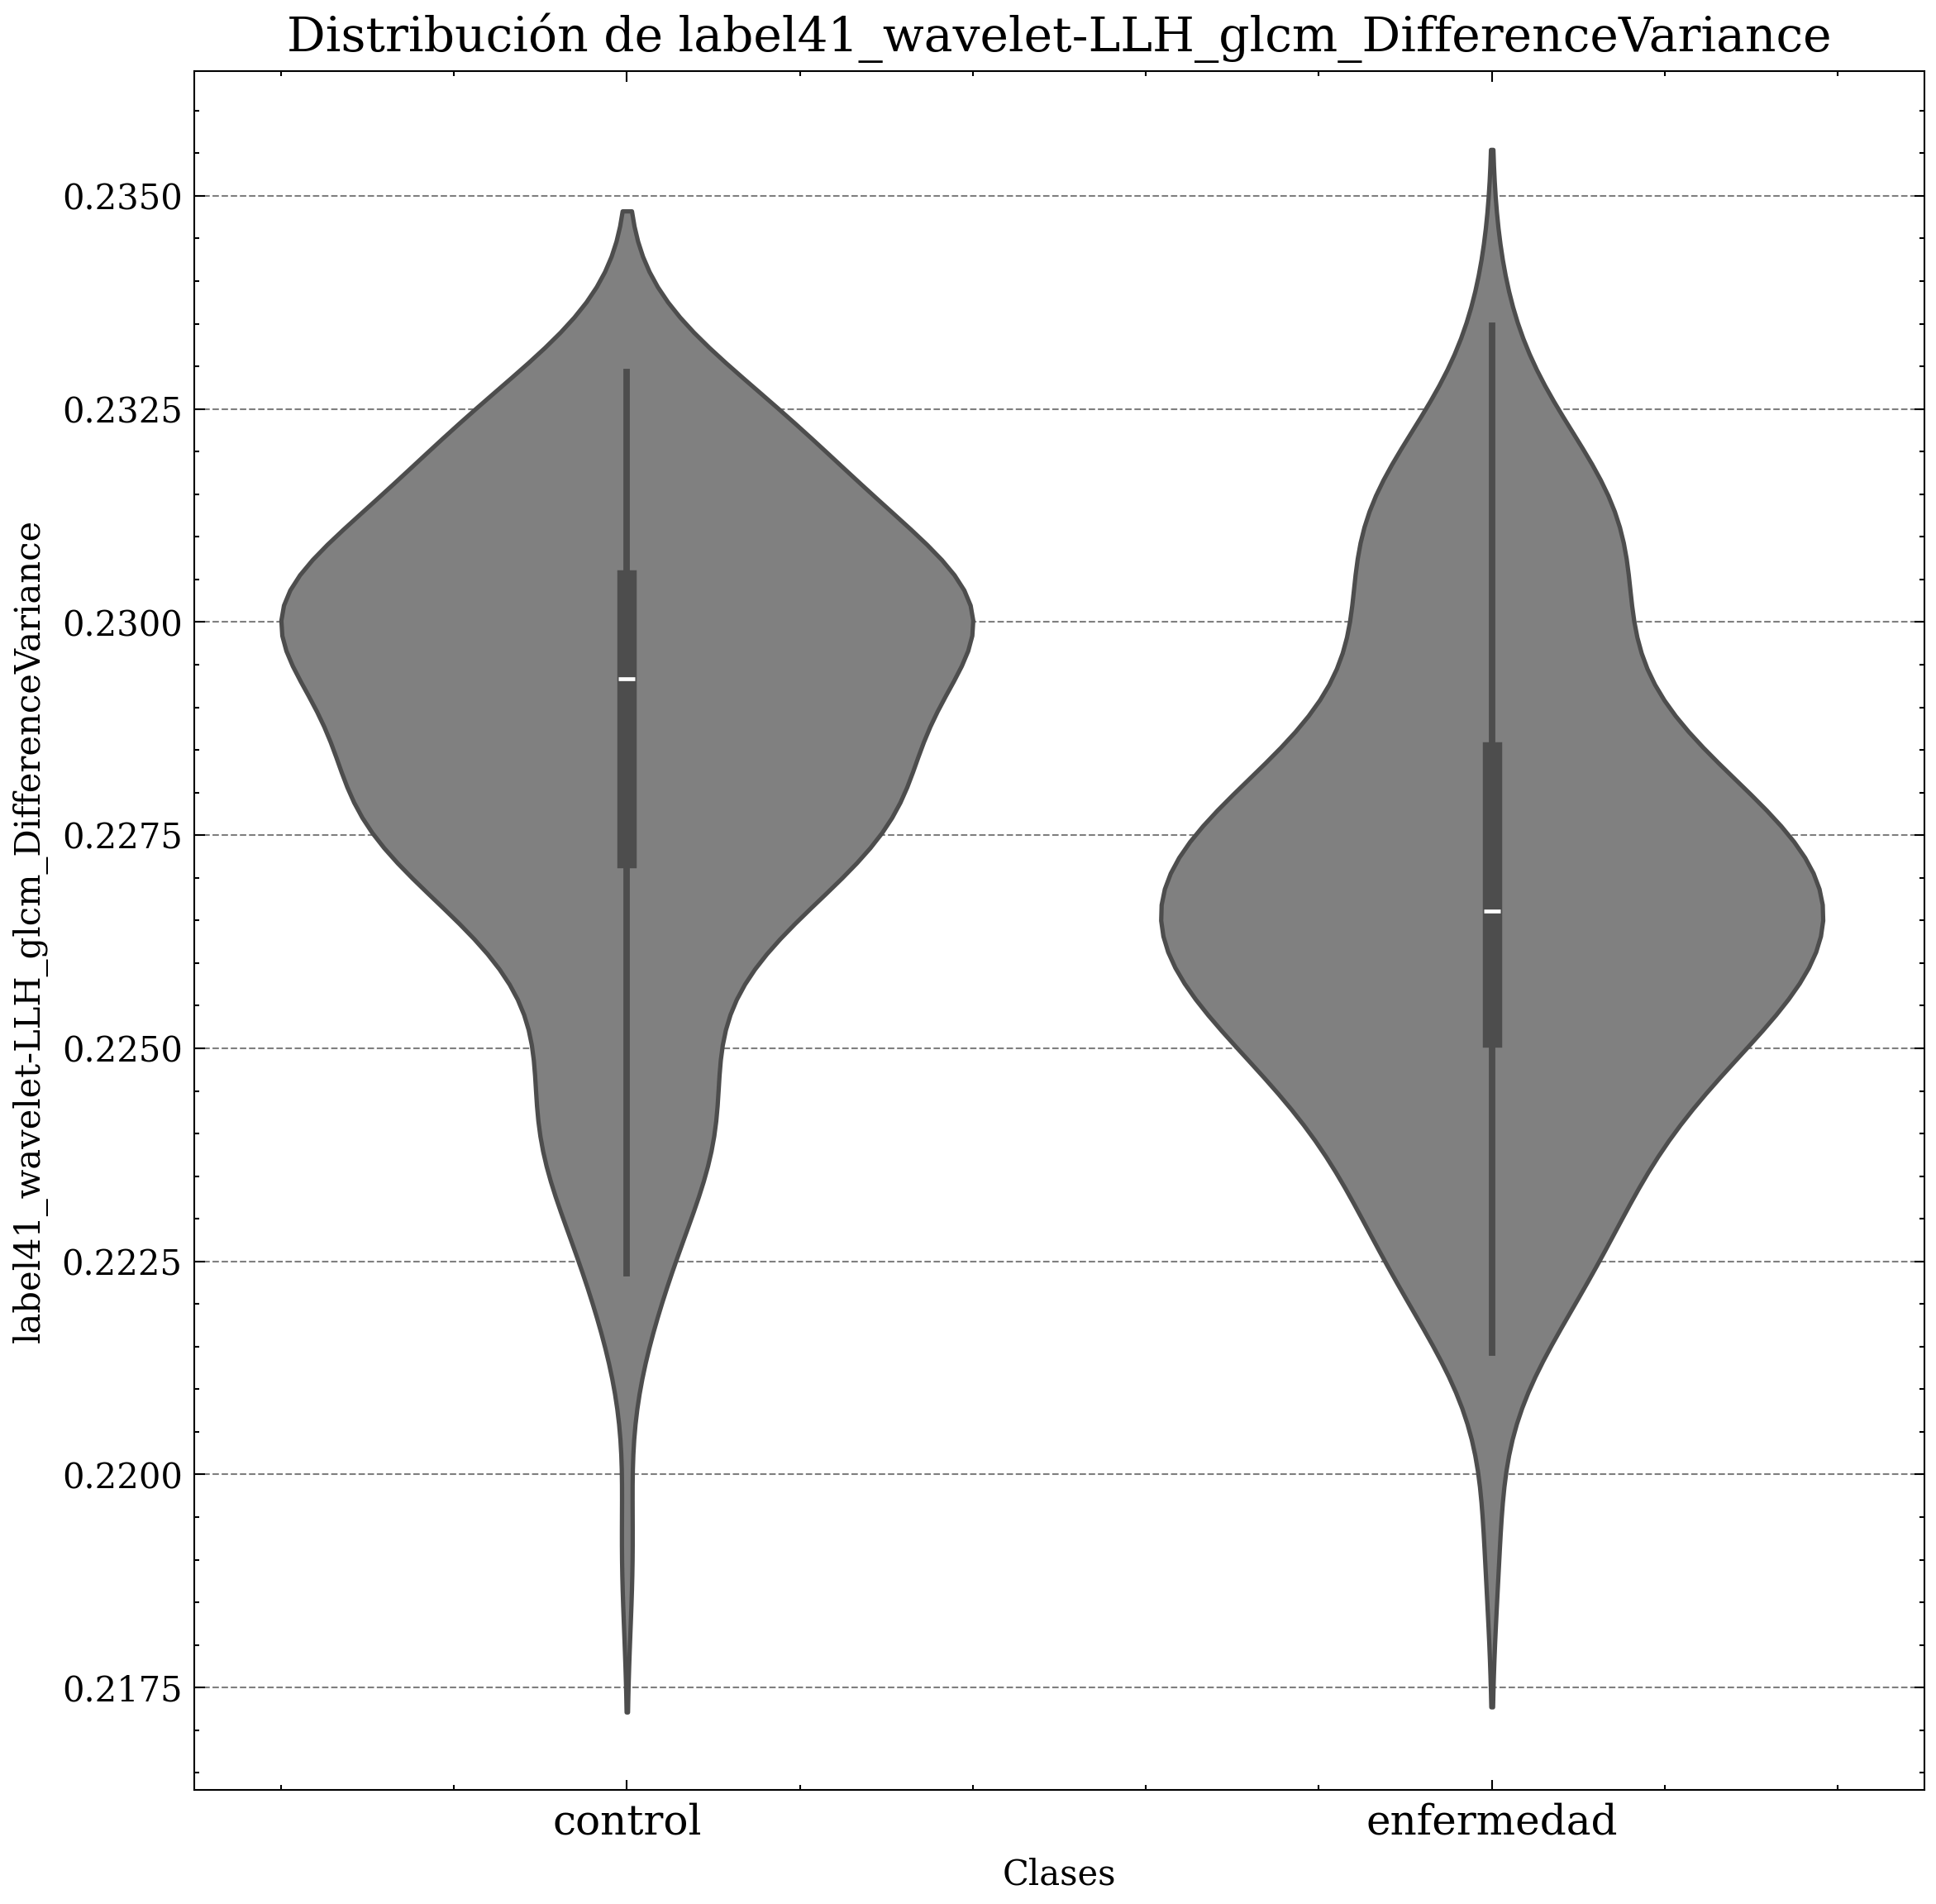 Distribución de label41_wavelet-LLH_glcm_DifferenceVariance
label41_wavelet-LLH_glcm_DifferenceVariance
0.2350
0.2325
0.2300
0.2275
0.2250
0.2225
0.2200
0.2175
control
enfermedad
Clases